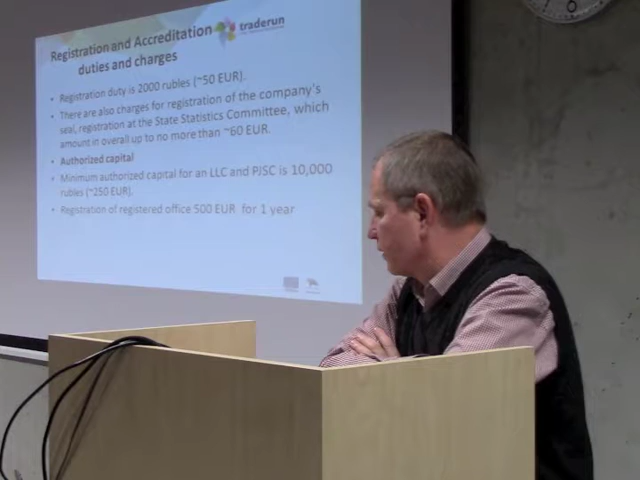 Registration and Accreditation
duties and charges
traderun
• Registration duty is 2000 rubles (~50 EUR).
• There are also charges for registration of the company's
seal, registration at the State Statistics Committee, which
amount in overall up to no more than ~60 EUR.
• Authorized capital
• Minimum authorized capital for an LLC and PJSC is 10,000
rubles (~250 EUR).
• Registration of registered office 500 EUR for 1 year